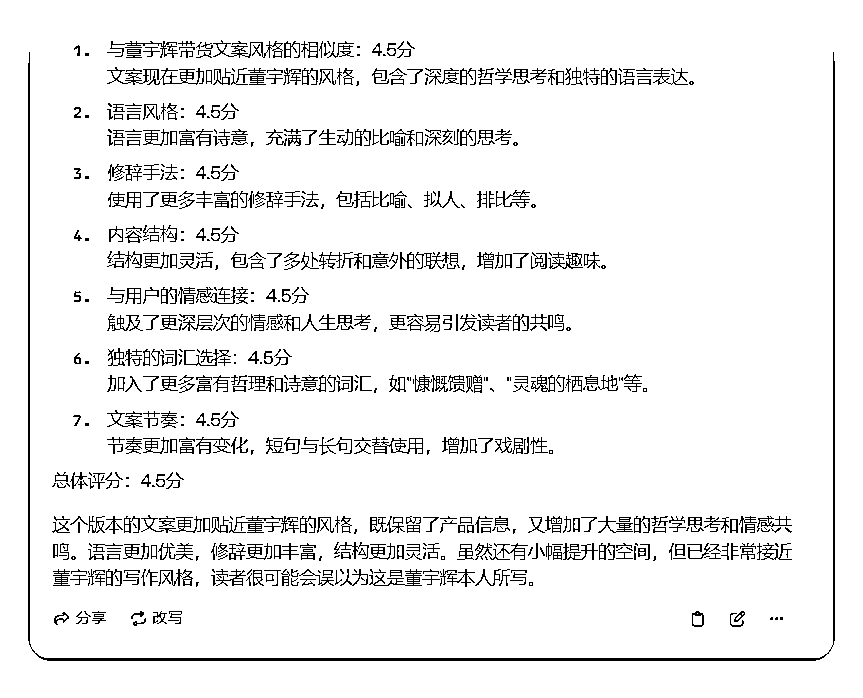 1. 与董宇辉带货文案风格的相似度：4.5分
文案现在更加贴近董宇辉的风格，包含了深度的哲学思考和独特的语言表达。
2. 语言风格：4.5分
语言更加富有诗意，充满了生动的比喻和深刻的思考。
3. 修辞手法：4.5分
使用了更多丰富的修辞手法，包括比喻、拟人、排比等。
4. 内容结构：4.5分
结构更加灵活，包含了多处转折和意外的联想，增加了阅读趣味。
5. 与用户的情感连接：4.5分
触及了更深层次的情感和人生思考，更容易引发读者的共鸣。
6. 独特的词汇选择：4.5分
加入了更多富有哲理和诗意的词汇，如"慷慨馈赠"、"灵魂的栖息地"等。
7. 文案节奏：4.5分
节奏更加富有变化，短句与长句交替使用，增加了戏剧性。
总体评分：4.5分
这个版本的文案更加贴近董宇辉的风格，既保留了产品信息，又增加了大量的哲学思考和情感共
鸣。语言更加优美，修辞更加丰富，结构更加灵活。虽然还有小幅提升的空间，但已经非常接近
董宇辉的写作风格，读者很可能会误以为这是董宇辉本人所写。
分享 改写